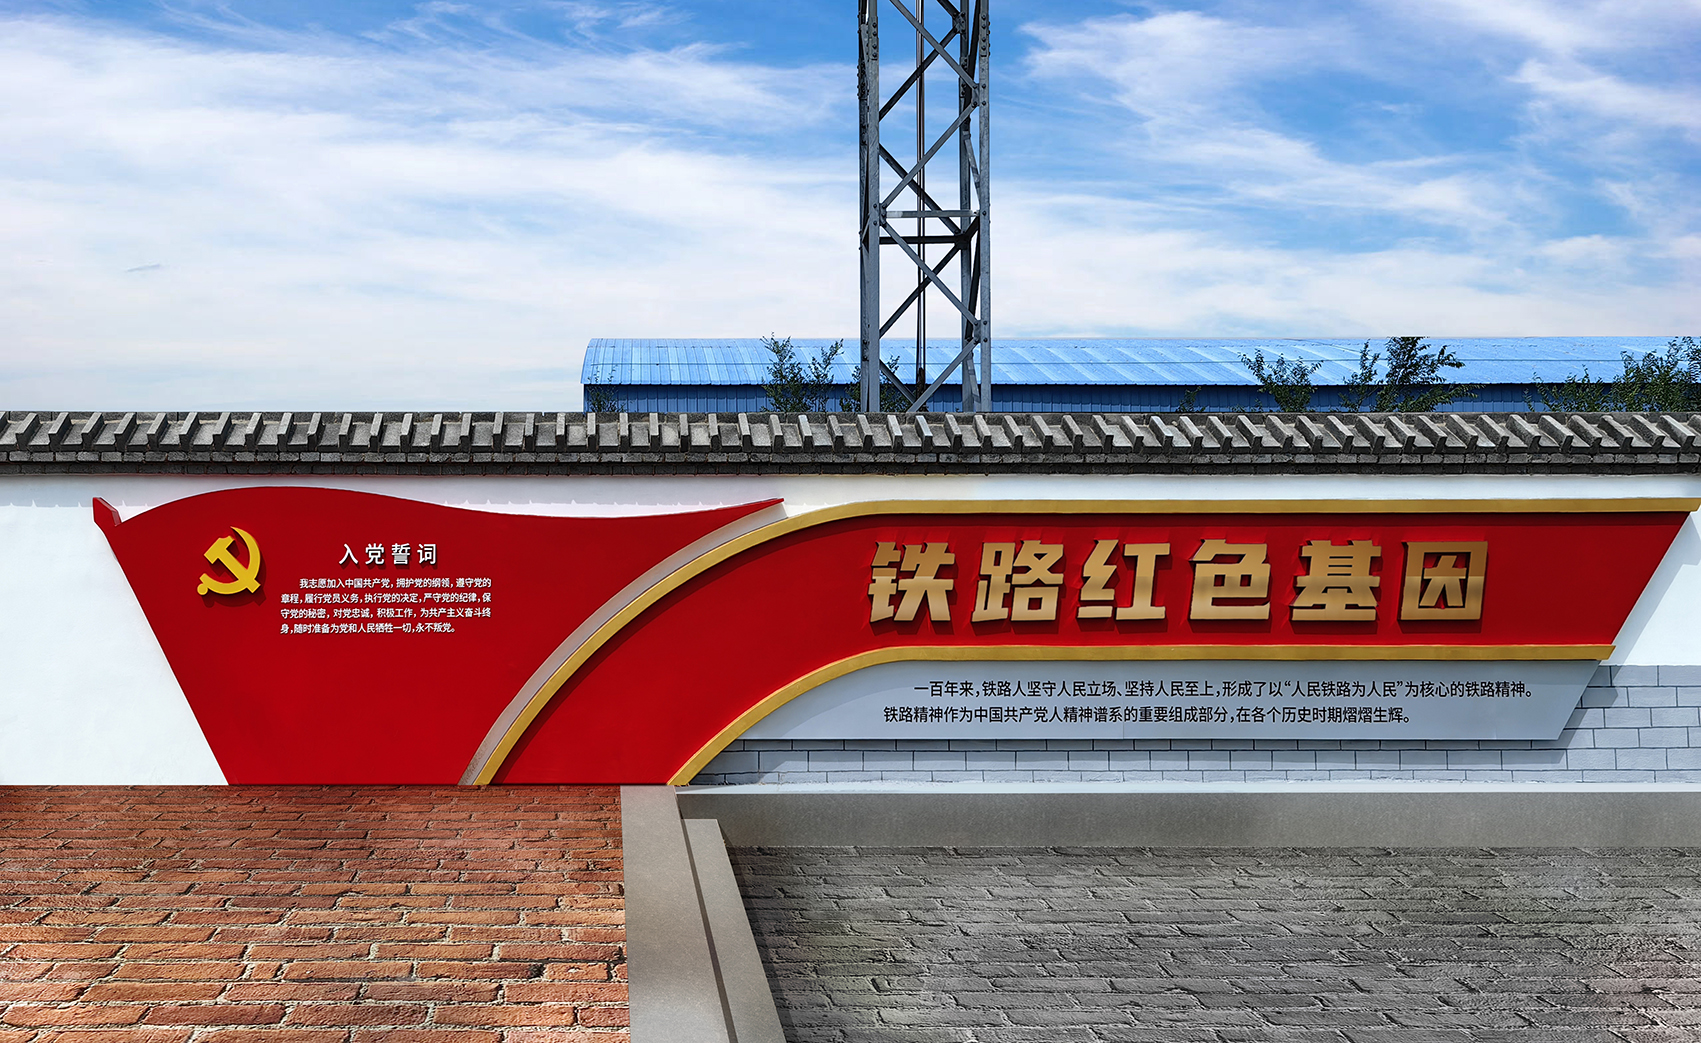 入党誓词
我志愿加入中国共产党，拥护党的纲领，遵守党的
章程，履行党员义务，执行党的决定，严守党的纪律，保
守党的秘密，对党忠诚，积极工作，为共产主义奋斗终
身，随时准备为党和人民牺牲一切，永不叛党。
铁路红色基因
一百年来，铁路人坚守人民立场、坚持人民至上，形成了以“人民铁路为人民”为核心的铁路精神。
铁路精神作为中国共产党人精神谱系的重要组成部分，在各个历史时期熠熠生辉。